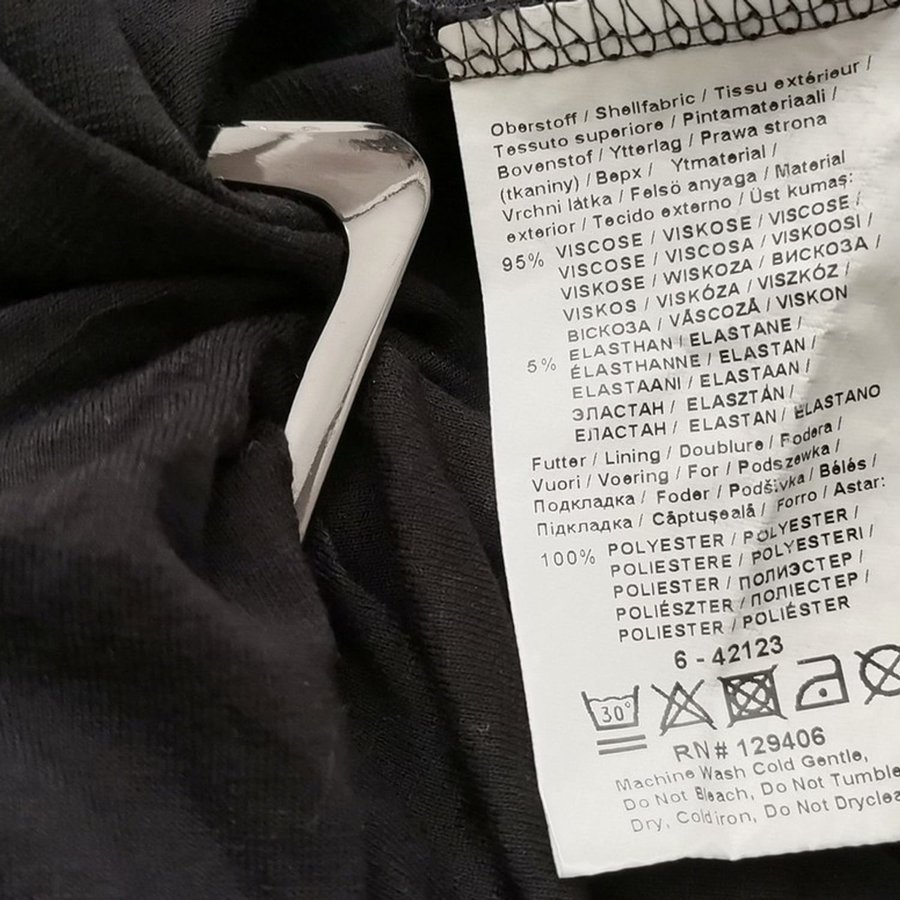 Oberstoff / Shellfabric / Tissu extérieur /
Tessuto superiore / Pintamateriaali /
Bovenstof / Ytterlag / Prawa strona
(tkaniny) / Верх / Ytmaterial /
Vrchni látka / Felsö anyaga / Material
exterior / Tecido externo / Üst kumaş:
95% VISCOSE / VISKOSE / VISCOSE /
VISCOSE / VISCOSA / VISKOOSI /
VISKOSE / WISKOZA / ВИСКОЗА /
VISKOS / VISKÓZA / VISZKÓZ /
ВІСКОЗА / VÂSCOZĂ / VISKON
5% ELASTHAN / ELASTANE /
ÉLASTHANNE / ELASTAN /
ELASTAANI / ELASTAAN /
ЭЛАСТАН / ELASZTÁN /
ЕЛАСТАН / ELASTAN / ELASTANO
Futter / Lining / Doublure / Fodera /
Vuori / Voering / For / Podszewka /
Подкладка / Foder / Podšivka / Bélés /
Підкладка / Căptuşeală / Forro / Astar:
100% POLYESTER / POLYESTER /
POLIESTERE / POLYESTERI /
POLIESTER / ПОЛИЭСТЕР /
POLIÉSZTER / ПОЛІЕСТЕР /
POLIESTER / POLIÉSTER
6 - 42123
30°
RN# 129406
Machine Wash Cold Gentle,
Do Not Bleach, Do Not Tumble
Dry, Cold iron, Do Not Dryclea